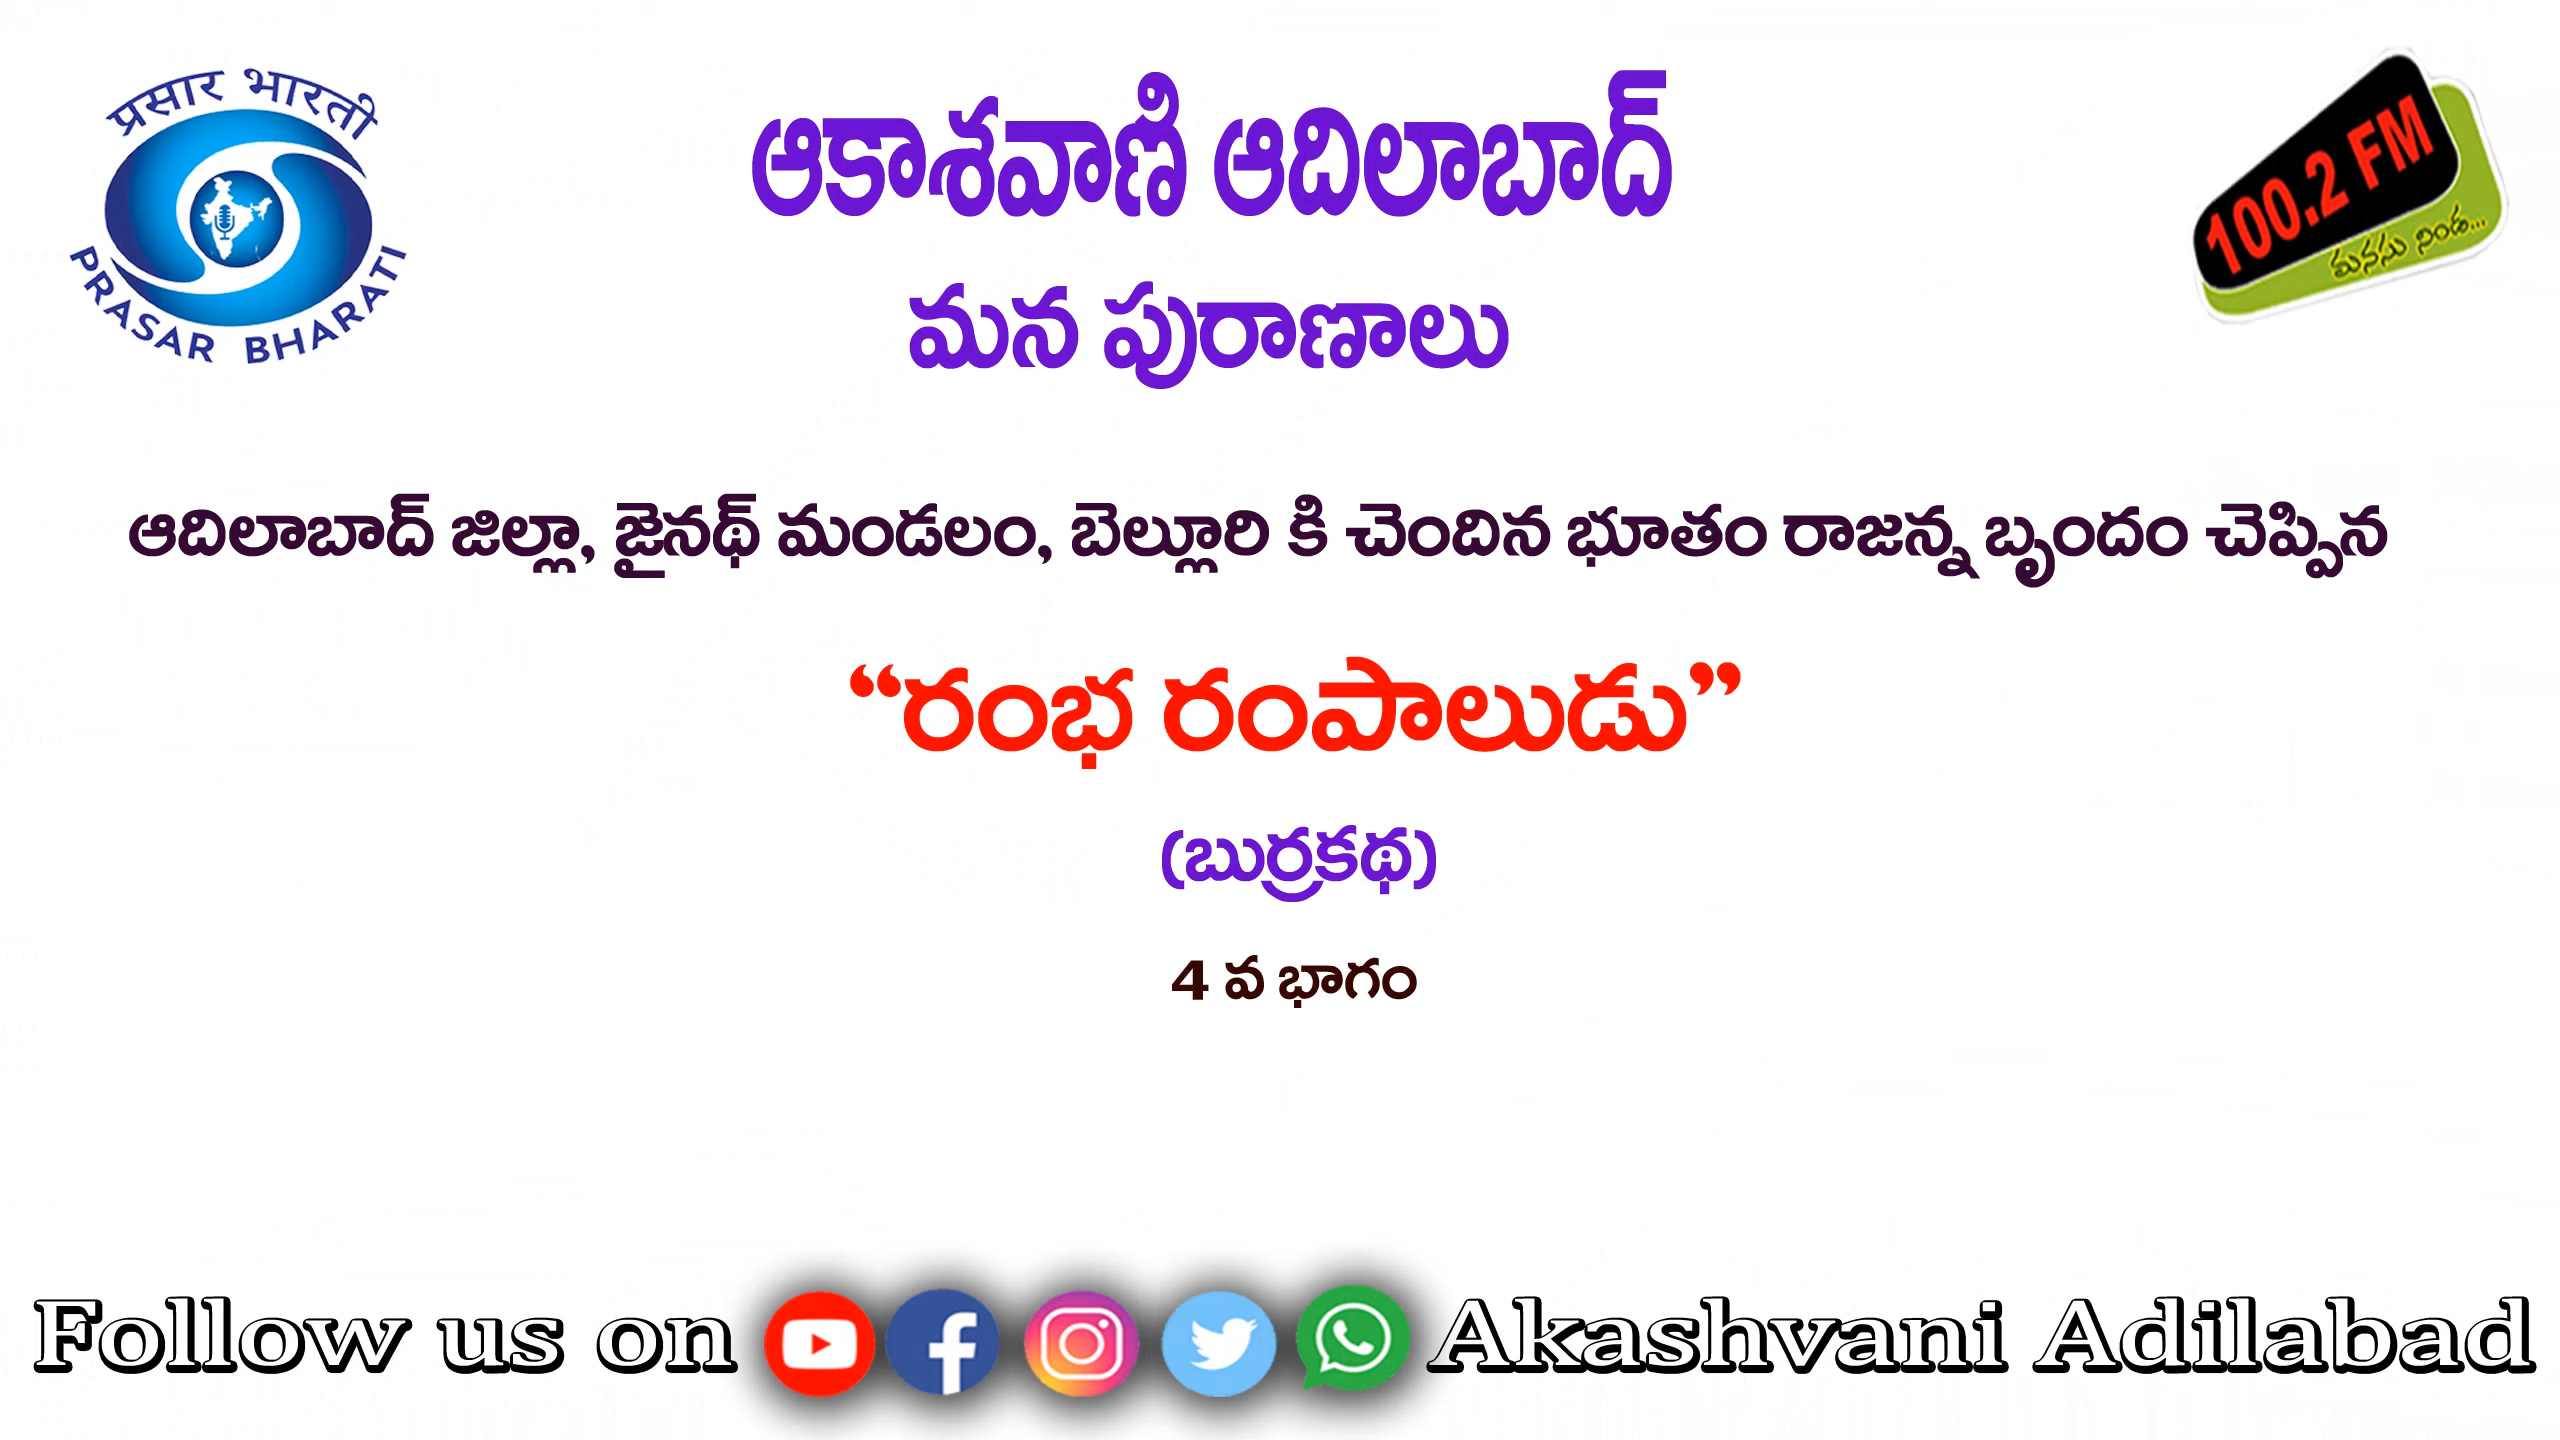 प्रसार भारती
PRASAR BHARATI
ఆకాశవాణి ఆదిలాబాద్
100.2 FM
మనసు నిండా...
మన పురాణాలు
ఆదిలాబాద్ జిల్లా, జైనథ్ మండలం, బెల్లూరి కి చెందిన భూతం రాజన్న బృందం చెప్పిన
“రంభ రంపాలుడు”
(బుర్రకథ)
4 వ భాగం
Follow us on Akashvani Adilabad